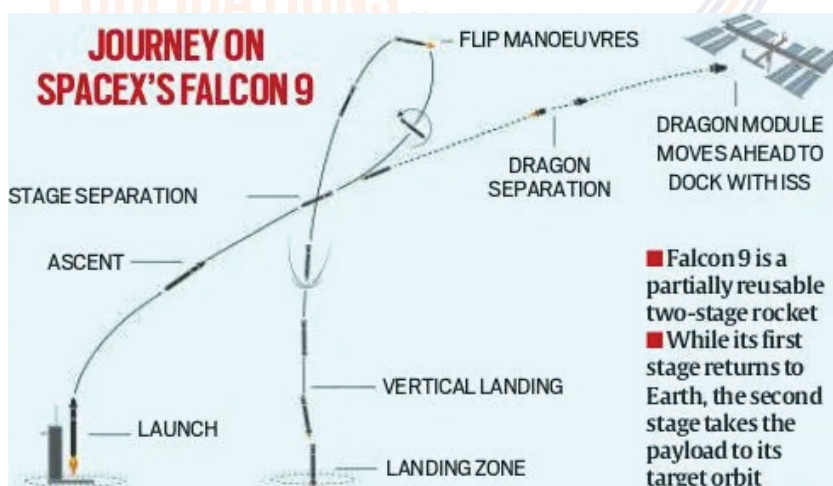 PUBLICATIONS
JOURNEY ON
SPACEX'S FALCON 9
FLIP MANOEUVRES
DRAGON MODULE
MOVES AHEAD TO
DOCK WITH ISS
DRAGON
SEPARATION
STAGE SEPARATION
ASCENT
VERTICAL LANDING
LAUNCH
LANDING ZONE
■ Falcon 9 is a
partially reusable
two-stage rocket
■ While its first
stage returns to
Earth, the second
stage takes the
payload to its
target orbit